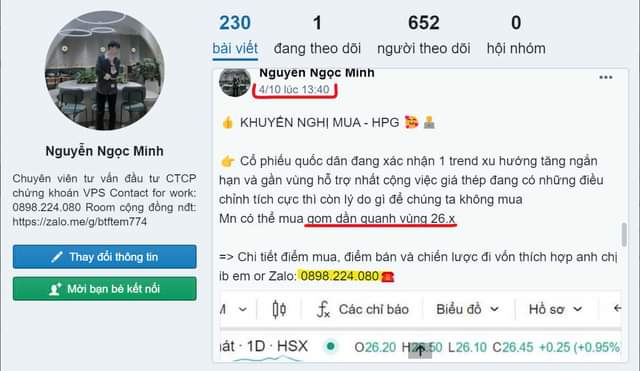 230
bài viết
1
đang theo dõi
652
người theo dõi
0
hội nhóm
Nguyễn Ngọc Minh
Chuyên viên tư vấn đầu tư CTCP
chứng khoán VPS Contact for work:
0898.224.080 Room cộng đồng nđt:
https://zalo.me/g/btftem774
Thay đổi thông tin
Mời bạn bè kết nối
Nguyễn Ngọc Minh
4/10 lúc 13:40
👍 KHUYẾN NGHỊ MUA - HPG 🥰
👉 Cổ phiếu quốc dân đang xác nhận 1 trend xu hướng tăng ngắn
hạn và gần vùng hỗ trợ nhất cộng việc giá thép đang có những điều
chỉnh tích cực thì còn lý do gì để chúng ta không mua
Mn có thể mua gom dần quanh vùng 26.x
=> Chi tiết điểm mua, điểm bán và chiến lược đi vốn thích hợp anh chị
ib em or Zalo: 0898.224.080☎️
M
Các chỉ báo
Biểu đồ
Hồ sơ
át · 1D · HSX
O26.20 L26.10 C26.45 +0.25 (+0.95%